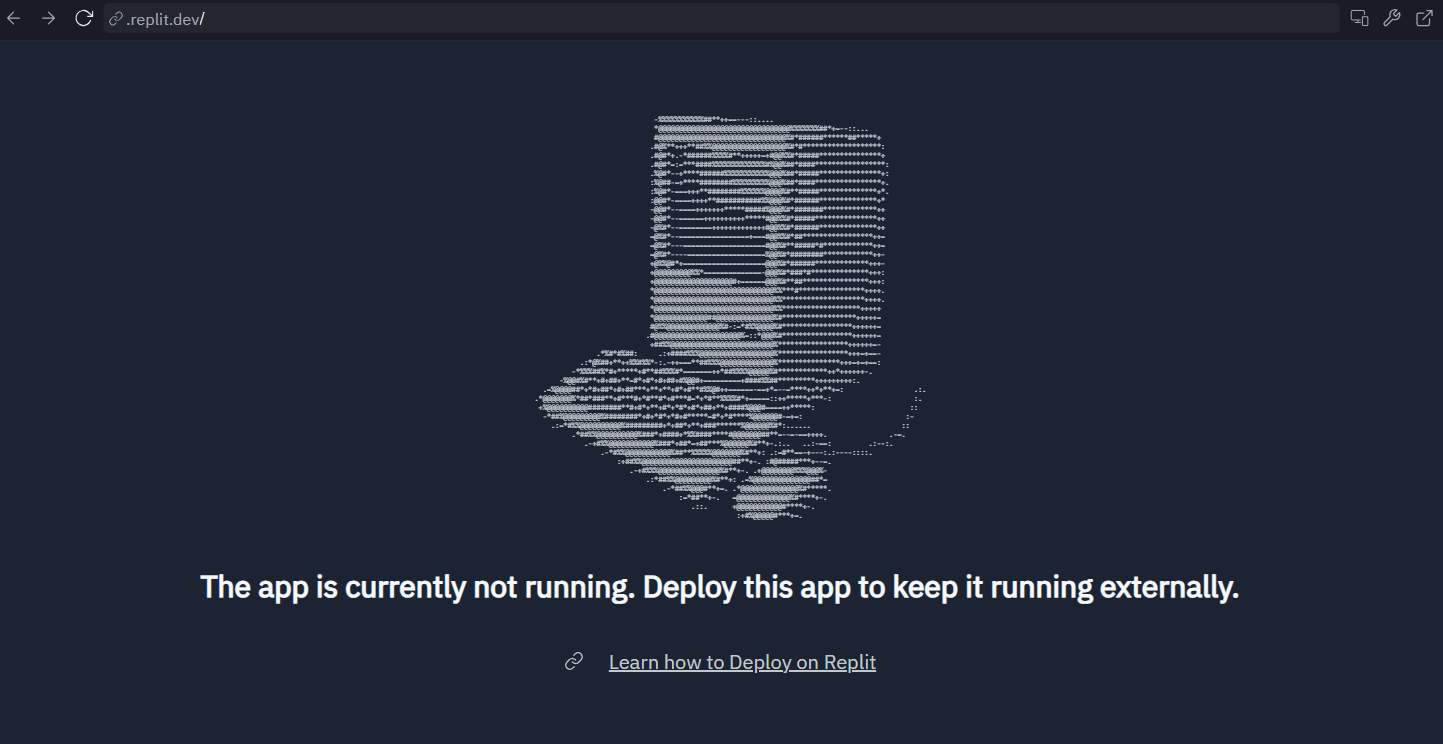 .replit.dev/
The app is currently not running. Deploy this app to keep it running externally.
Learn how to Deploy on Replit